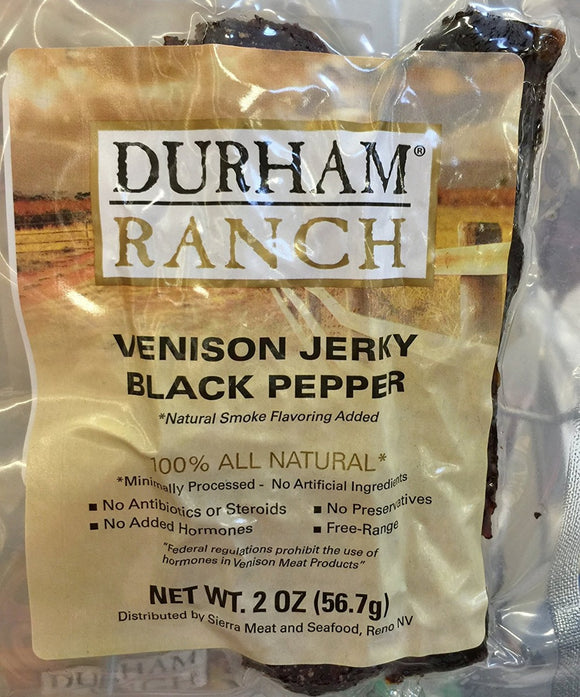 DURHAM®
RANCH
VENISON JERKY
BLACK PEPPER
*Natural Smoke Flavoring Added
100% ALL NATURAL*
*Minimally Processed - No Artificial Ingredients
■ No Antibiotics or Steroids ■ No Preservatives
■ No Added Hormones ■ Free-Range
"Federal regulations prohibit the use of
hormones in Venison Meat Products"
NET WT. 2 OZ (56.7g)
Distributed by Sierra Meat and Seafood, Reno NV
DURHAM